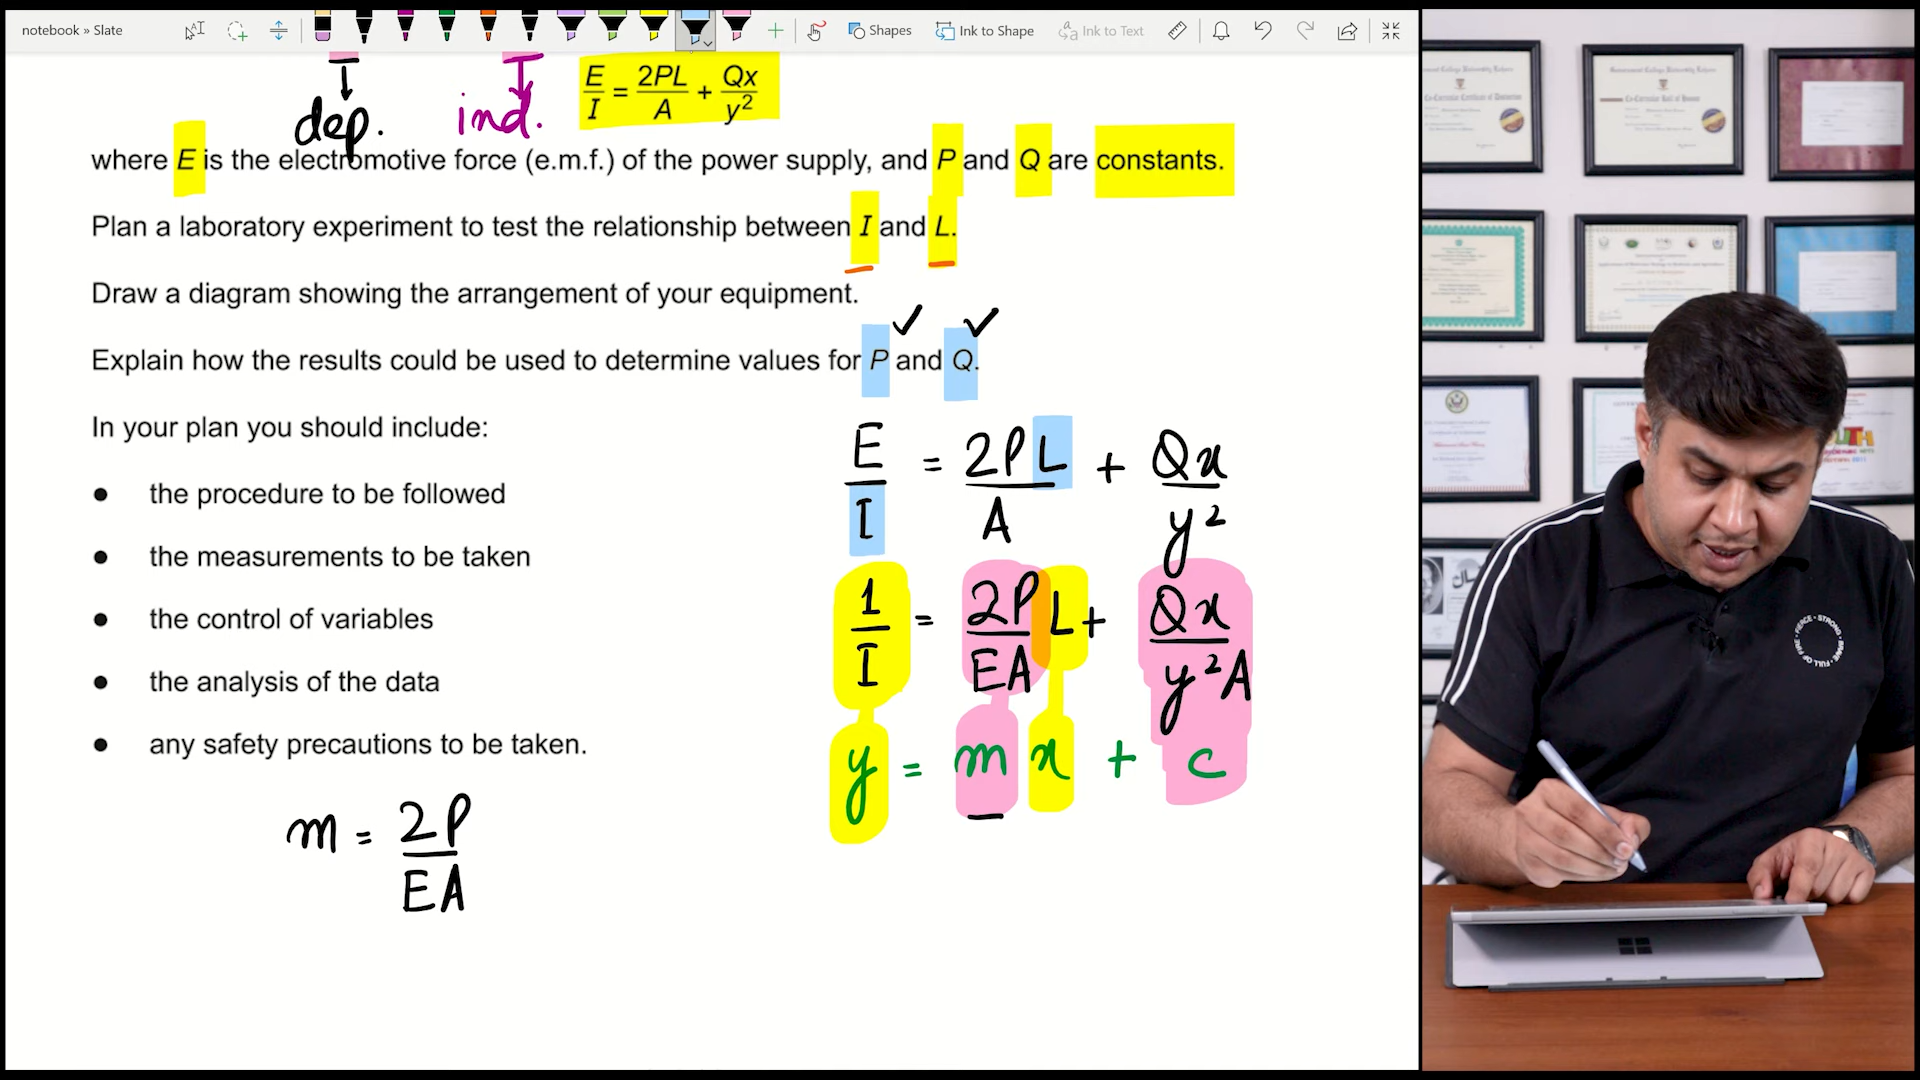 notebook » Slate
Shapes
Ink to Shape
Ink to Text
dep.
ind.
E/I = 2PL/A + Qx/y²
where E is the electromotive force (e.m.f.) of the power supply, and P and Q are constants.
Plan a laboratory experiment to test the relationship between I and L.
Draw a diagram showing the arrangement of your equipment.
Explain how the results could be used to determine values for P and Q.
In your plan you should include:
● the procedure to be followed
● the measurements to be taken
● the control of variables
● the analysis of the data
● any safety precautions to be taken.
E/I = 2PL/A + Qx/y²
1/I = 2P/EA L + Qx/y²A
y = m x + c
m = 2P/EA